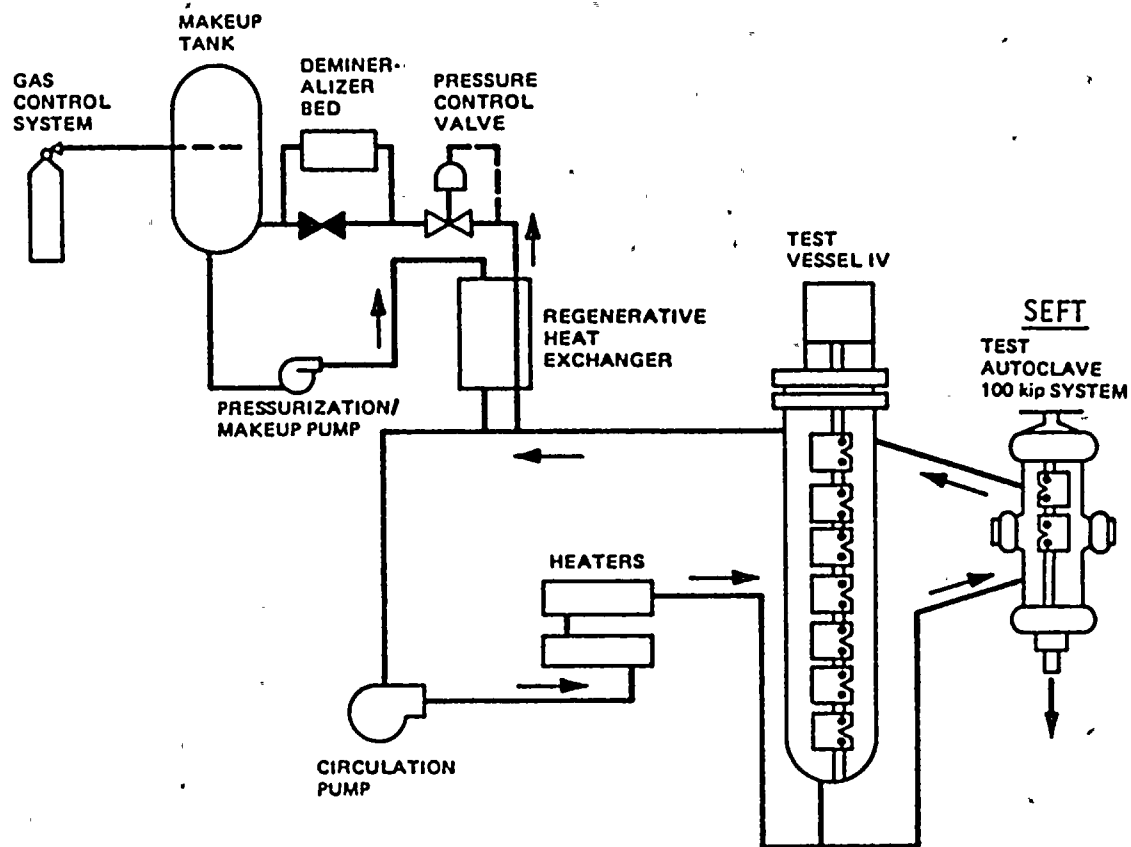 MAKEUP
TANK
GAS
CONTROL
SYSTEM
DEMINER-
ALIZER
BED
PRESSURE
CONTROL
VALVE
REGENERATIVE
HEAT
EXCHANGER
PRESSURIZATION/
MAKEUP PUMP
TEST
VESSEL IV
SEFT
TEST
AUTOCLAVE
100 kip SYSTEM
HEATERS
CIRCULATION
PUMP